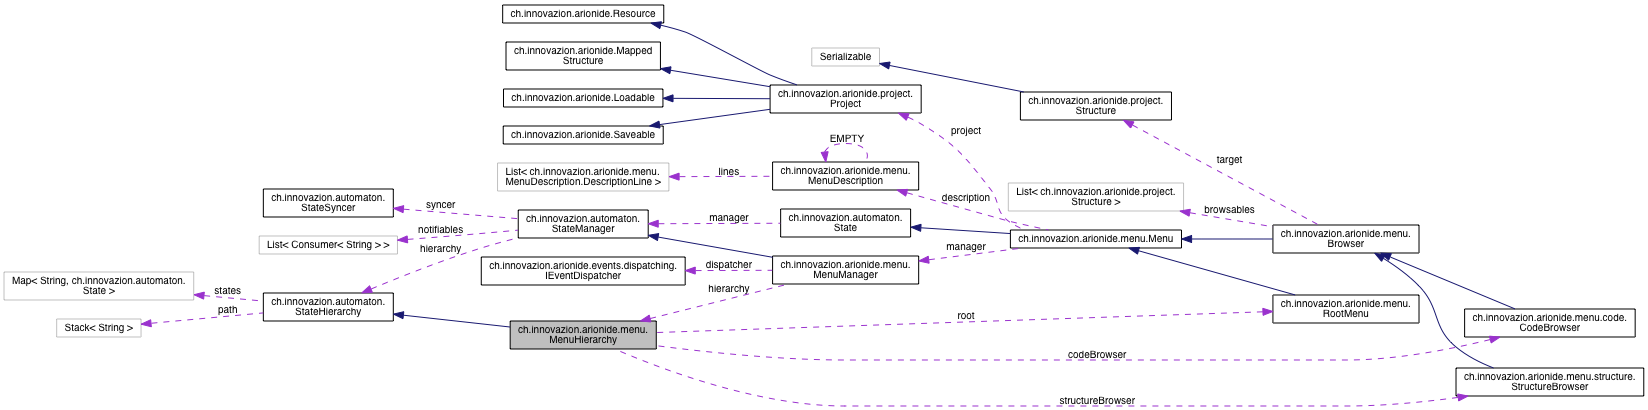 ch.innovazion.arionide.Resource
ch.innovazion.arionide.Mapped
Structure
Serializable
ch.innovazion.arionide.project.
Project
ch.innovazion.arionide.Loadable
ch.innovazion.arionide.project.
Structure
ch.innovazion.arionide.Saveable
project
EMPTY
target
List< ch.innovazion.arionide.menu.
MenuDescription.DescriptionLine >
lines
ch.innovazion.arionide.menu.
MenuDescription
List< ch.innovazion.arionide.project.
Structure >
description
browsables
ch.innovazion.automaton.
StateSyncer
syncer
ch.innovazion.automaton.
StateManager
manager
ch.innovazion.automaton.
State
notifiables
List< Consumer< String > >
hierarchy
ch.innovazion.arionide.menu.Menu
manager
ch.innovazion.arionide.menu.
Browser
ch.innovazion.arionide.events.dispatching.
IEventDispatcher
dispatcher
ch.innovazion.arionide.menu.
MenuManager
hierarchy
Map< String, ch.innovazion.automaton.
State >
states
path
Stack< String >
ch.innovazion.automaton.
StateHierarchy
ch.innovazion.arionide.menu.
MenuHierarchy
root
ch.innovazion.arionide.menu.
RootMenu
ch.innovazion.arionide.menu.code.
CodeBrowser
codeBrowser
ch.innovazion.arionide.menu.structure.
StructureBrowser
structureBrowser